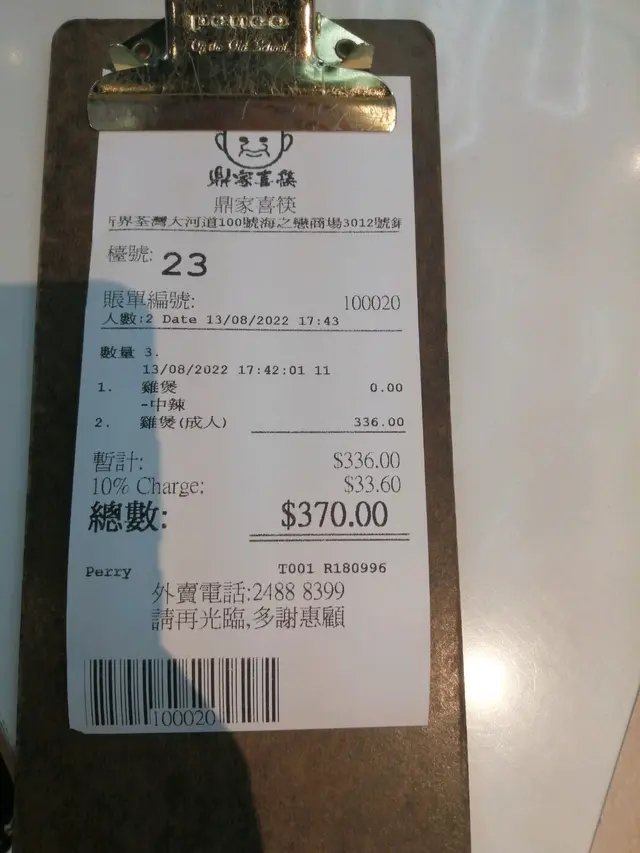 panco
Of the Old School
鼎家喜筷
鼎家喜筷
界荃灣大河道100號海之戀商場3012號
檯號: 23
賬單編號: 100020
人數:2 Date 13/08/2022 17:43
數量 3.
13/08/2022 17:42:01 11
1. 雞煲 0.00
-中辣
2. 雞煲(成人) 336.00
暫計: $336.00
10% Charge: $33.60
總數: $370.00
Perry T001 R180996
外賣電話:2488 8399
請再光臨,多謝惠顧
100020